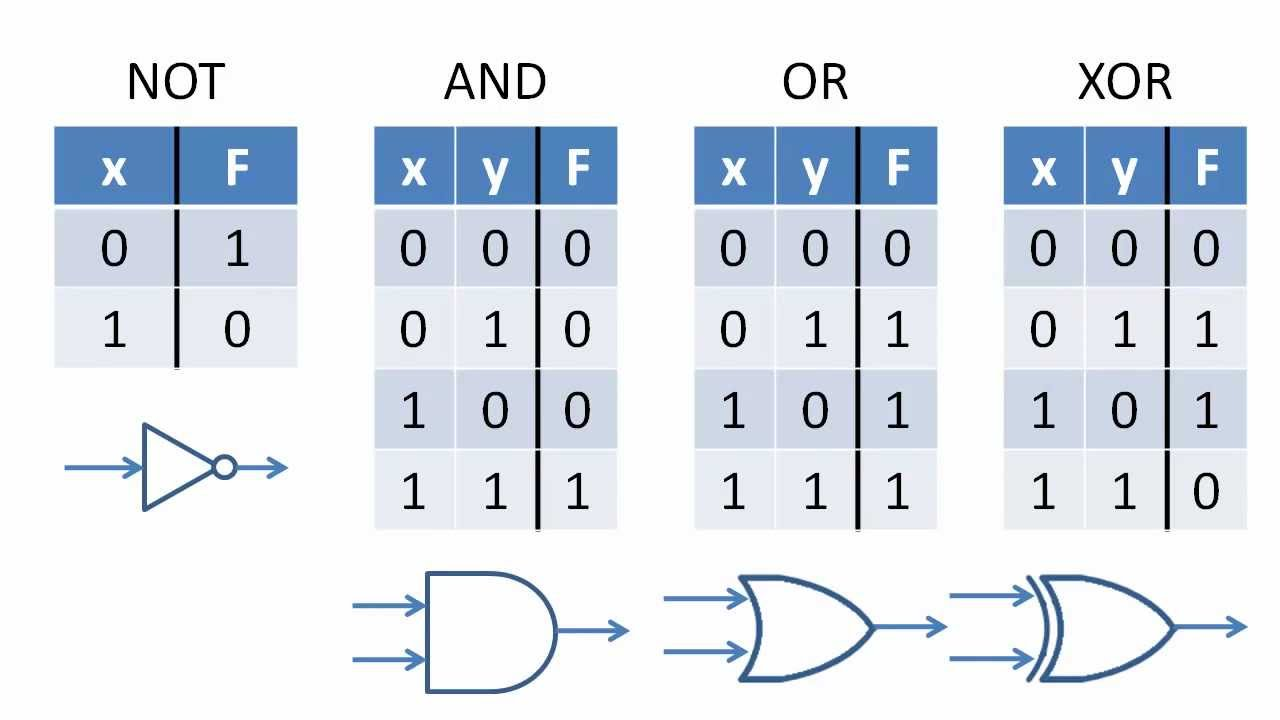 NOT AND OR XOR
x F x y F x y F x y F
0 1 0 0 0 0 0 0 0 0 0
1 0 0 1 0 0 1 1 0 1 1
1 0 0 1 0 1 1 0 1
1 1 1 1 1 1 1 1 0